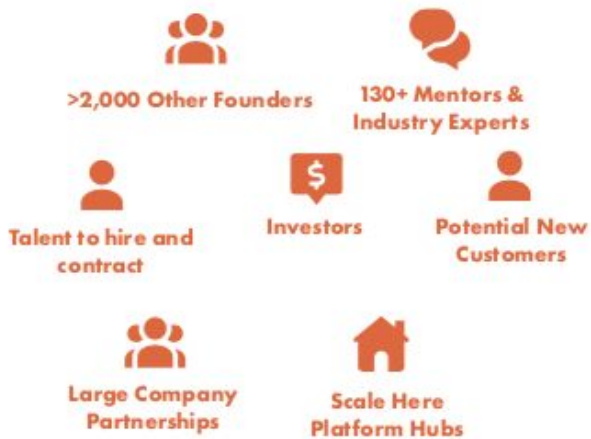 >2,000 Other Founders
130+ Mentors &
Industry Experts
Talent to hire and
contract
$
Investors
Potential New
Customers
Large Company
Partnerships
Scale Here
Platform Hubs